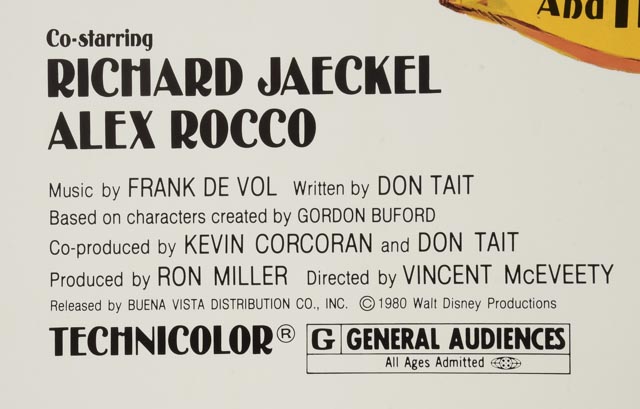 And
Co-starring
RICHARD JAECKEL
ALEX ROCCO
Music by FRANK DE VOL Written by DON TAIT
Based on characters created by GORDON BUFORD
Co-produced by KEVIN CORCORAN and DON TAIT
Produced by RON MILLER Directed by VINCENT McEVEETY
Released by BUENA VISTA DISTRIBUTION CO., INC. © 1980 Walt Disney Productions
TECHNICOLOR® G GENERAL AUDIENCES
All Ages Admitted